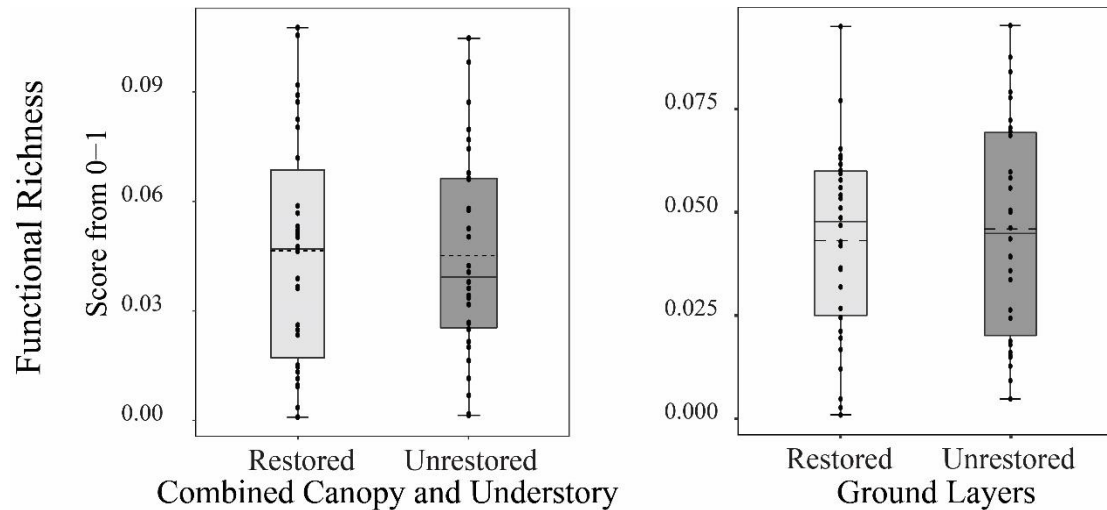 Functional Richness
Score from 0−1
0.09
0.06
0.03
0.00
Restored Unrestored
Combined Canopy and Understory
0.075
0.050
0.025
0.000
Restored Unrestored
Ground Layers